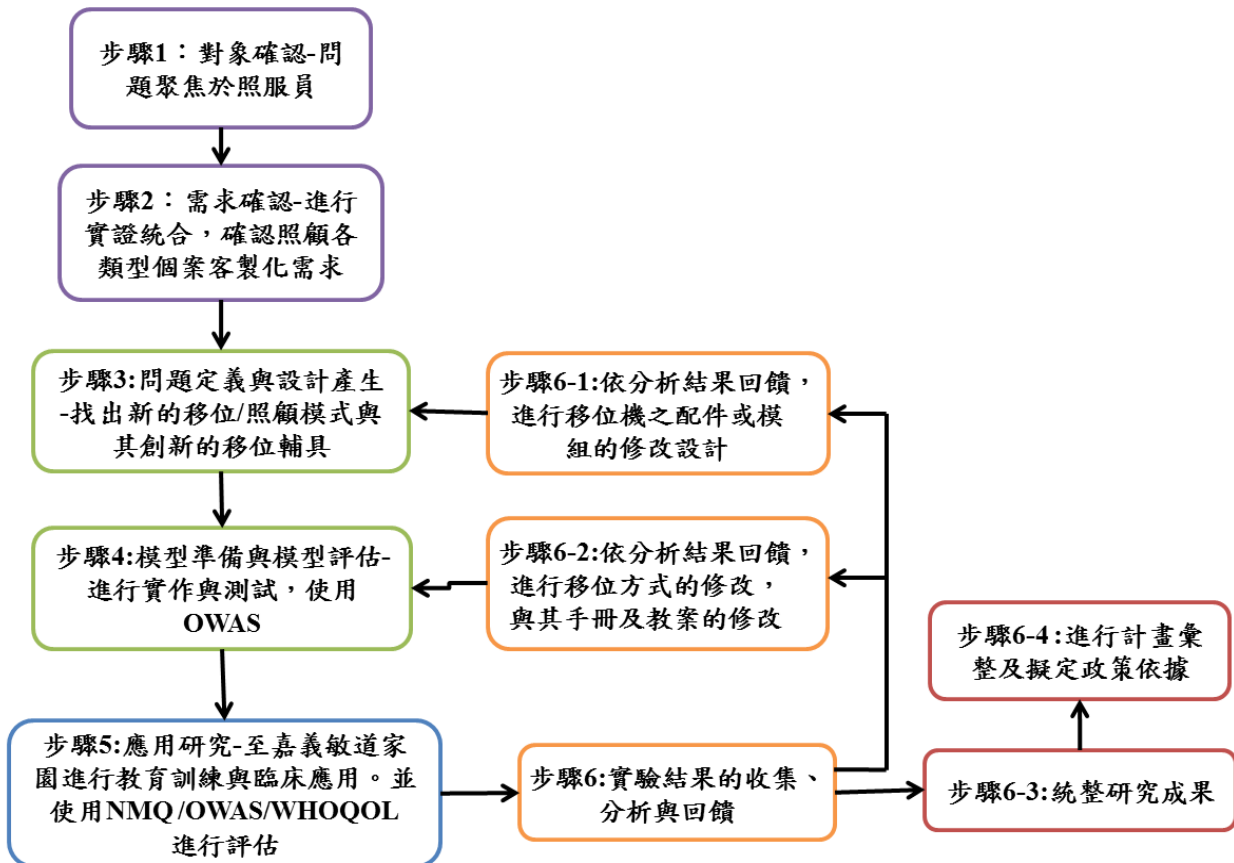 步驟1：對象確認-問
題聚焦於照服員
步驟2：需求確認-進行
實證統合，確認照顧各
類型個案客製化需求
步驟3:問題定義與設計產生
-找出新的移位/照顧模式與
其創新的移位輔具
步驟6-1:依分析結果回饋，
進行移位機之配件或模
組的修改設計
步驟4:模型準備與模型評估-
進行實作與測試，使用
OWAS
步驟6-2:依分析結果回饋，
進行移位方式的修改，
與其手冊及教案的修改
步驟5:應用研究-至嘉義敏道家
園進行教育訓練與臨床應用。並
使用NMQ/OWAS/WHOQOL
進行評估
步驟6:實驗結果的收集、
分析與回饋
步驟6-3:統整研究成果
步驟6-4:進行計畫彙
整及擬定政策依據